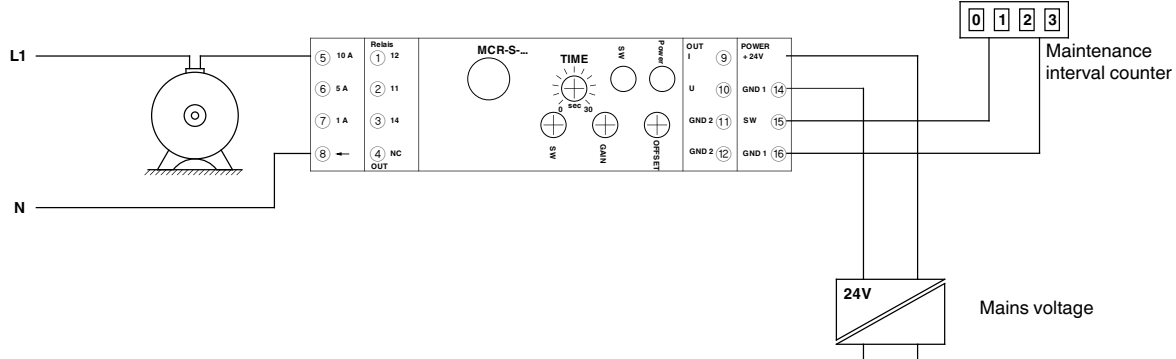 0 1 2 3
Maintenance
interval counter
L1
N
5 10 A
6 5 A
7 1 A
8
Relais
1 12
2 11
3 14
4 NC
OUT
MCR-S-...
TIME
0 sec 30
SW
Power
SW
GAIN
OFFSET
OUT
I 9
U 10
GND 2 11
GND 2 12
POWER
+ 24V
GND 1 14
SW 15
GND 1 16
24V
Mains voltage